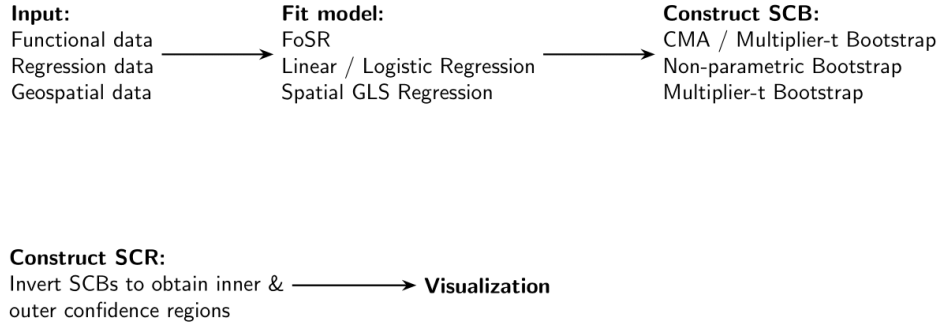 Input:
Functional data
Regression data
Geospatial data
Fit model:
FoSR
Linear / Logistic Regression
Spatial GLS Regression
Construct SCB:
CMA / Multiplier-t Bootstrap
Non-parametric Bootstrap
Multiplier-t Bootstrap
Construct SCR:
Invert SCBs to obtain inner &
outer confidence regions
Visualization